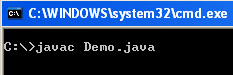 C:\WINDOWS\system32\cmd.exe
C:\>javac Demo.java